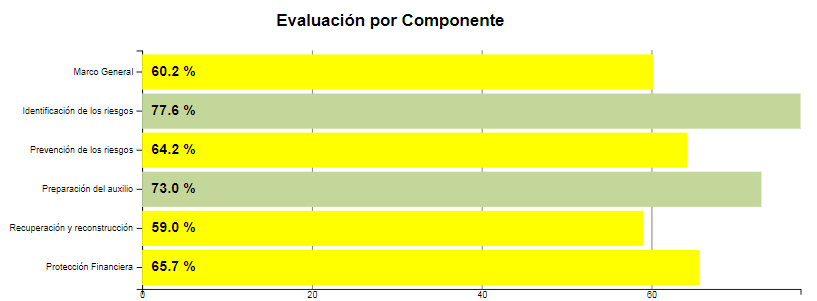 Evaluación por Componente
Marco General
60.2 %
Identificación de los riesgos
77.6 %
Prevención de los riesgos
64.2 %
Preparación del auxilio
73.0 %
Recuperación y reconstrucción
59.0 %
Protección Financiera
65.7 %
0 20 40 60